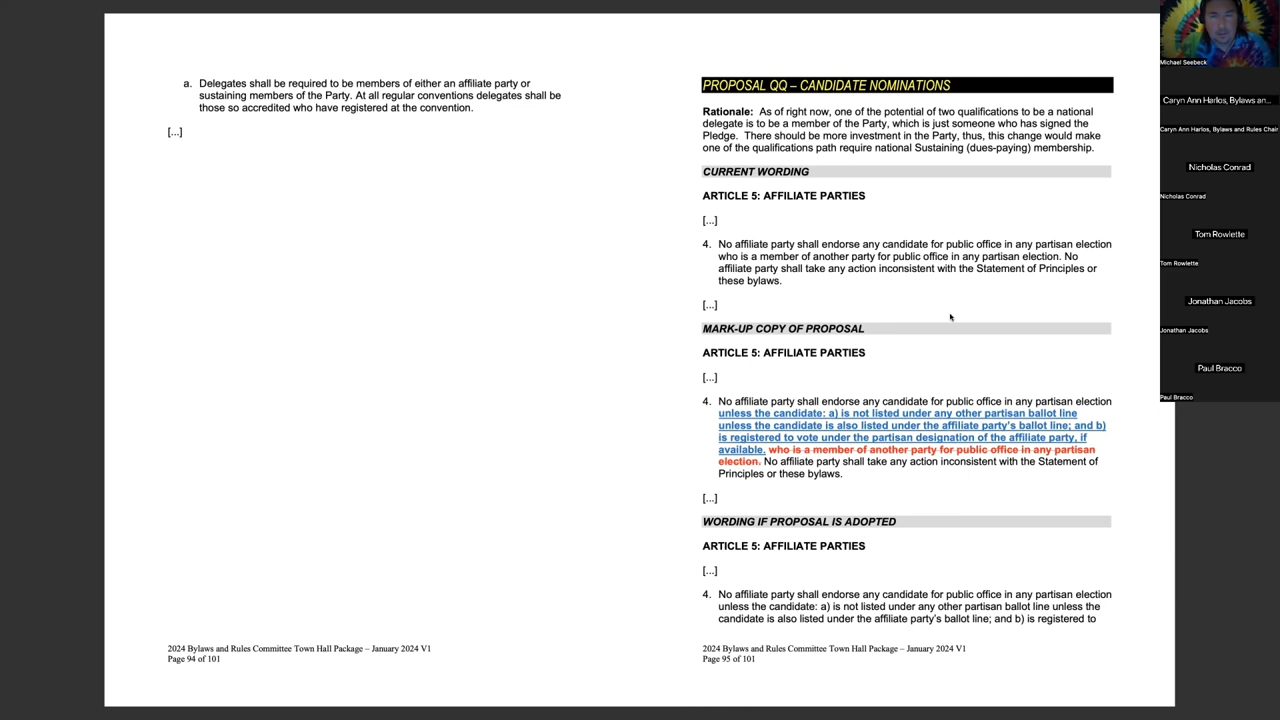 a. Delegates shall be required to be members of either an affiliate party or
sustaining members of the Party. At all regular conventions delegates shall be
those so accredited who have registered at the convention.
[...]
2024 Bylaws and Rules Committee Town Hall Package – January 2024 V1
Page 94 of 101
PROPOSAL QQ – CANDIDATE NOMINATIONS
Rationale: As of right now, one of the potential of two qualifications to be a national
delegate is to be a member of the Party, which is just someone who has signed the
Pledge. There should be more investment in the Party, thus, this change would make
one of the qualifications path require national Sustaining (dues-paying) membership.
CURRENT WORDING
ARTICLE 5: AFFILIATE PARTIES
[...]
4. No affiliate party shall endorse any candidate for public office in any partisan election
who is a member of another party for public office in any partisan election. No
affiliate party shall take any action inconsistent with the Statement of Principles or
these bylaws.
[...]
MARK-UP COPY OF PROPOSAL
ARTICLE 5: AFFILIATE PARTIES
[...]
4. No affiliate party shall endorse any candidate for public office in any partisan election
unless the candidate: a) is not listed under any other partisan ballot line
unless the candidate is also listed under the affiliate party's ballot line; and b)
is registered to vote under the partisan designation of the affiliate party, if
available. who is a member of another party for public office in any partisan
election. No affiliate party shall take any action inconsistent with the Statement of
Principles or these bylaws.
[...]
WORDING IF PROPOSAL IS ADOPTED
ARTICLE 5: AFFILIATE PARTIES
[...]
4. No affiliate party shall endorse any candidate for public office in any partisan election
unless the candidate: a) is not listed under any other partisan ballot line unless the
candidate is also listed under the affiliate party's ballot line; and b) is registered to
2024 Bylaws and Rules Committee Town Hall Package – January 2024 V1
Page 95 of 101
Michael Seebeck
Caryn Ann Harlos, Bylaws an...
Caryn Ann Harlos, Bylaws and Rules Chair
Nicholas Conrad
Nicholas Conrad
Tom Rowlette
Tom Rowlette
Jonathan Jacobs
Jonathan Jacobs
Paul Bracco
Paul Bracco